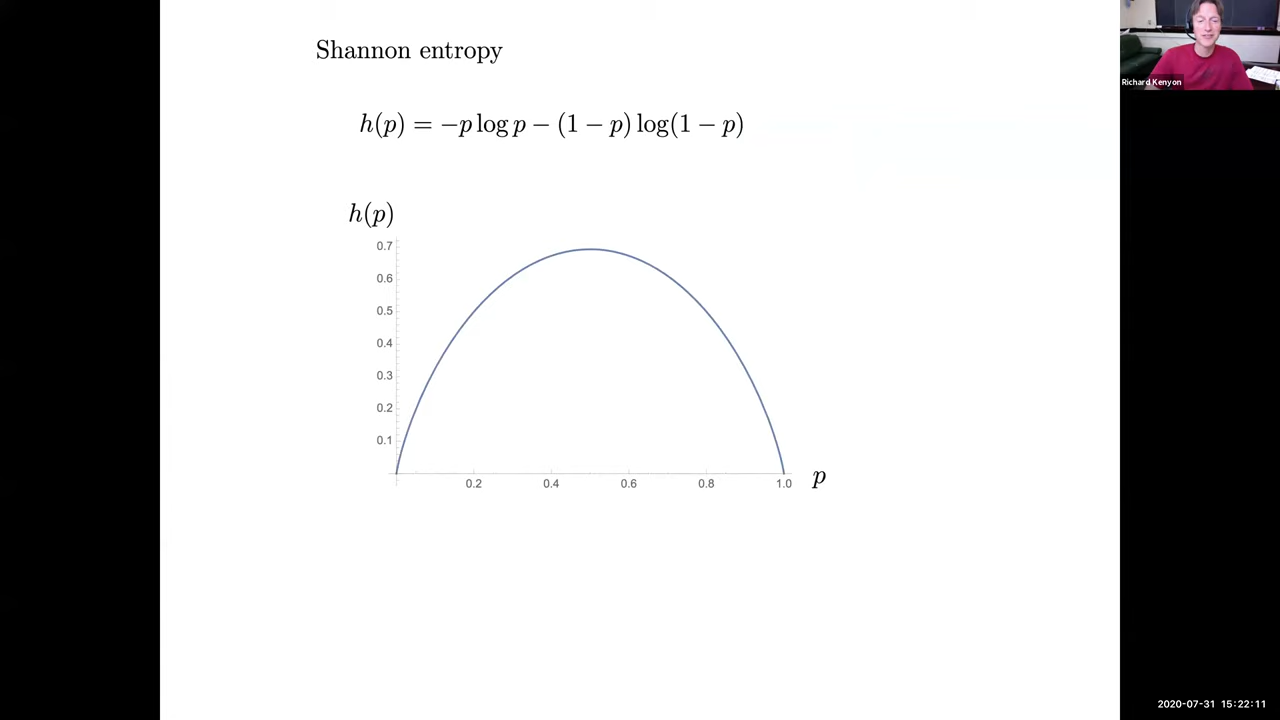 Shannon entropy
h(p) = −p log p − (1 − p) log(1 − p)
h(p)
0.7
0.6
0.5
0.4
0.3
0.2
0.1
0.2 0.4 0.6 0.8 1.0
p
Richard Kenyon
2020-07-31 15:22:11